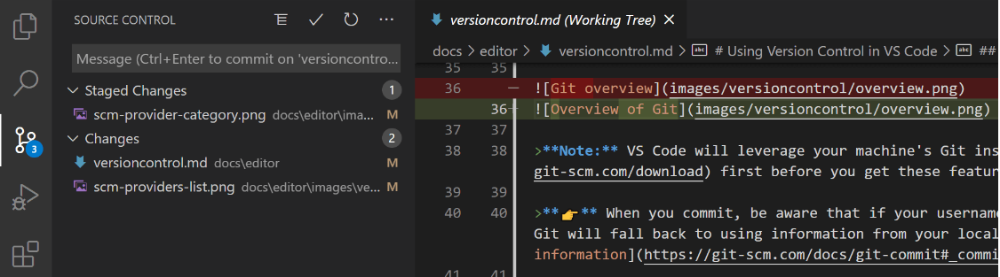 SOURCE CONTROL
Message (Ctrl+Enter to commit on 'versioncontro...
Staged Changes 1
scm-provider-category.png docs\editor\ima... M
Changes 2
versioncontrol.md docs\editor M
scm-providers-list.png docs\editor\images\ve... M
3
versioncontrol.md (Working Tree)
docs > editor > versioncontrol.md > abc # Using Version Control in VS Code > abc ##
35 35
36 — ![Git overview](images/versioncontrol/overview.png)
36+ ![Overview of Git](images/versioncontrol/overview.png)
37 37
38 38 >**Note:** VS Code will leverage your machine's Git ins
git-scm.com/download) first before you get these featur
39 39
40 40 >**👉** When you commit, be aware that if your username
Git will fall back to using information from your local
information](https://git-scm.com/docs/git-commit#_commi
41 41